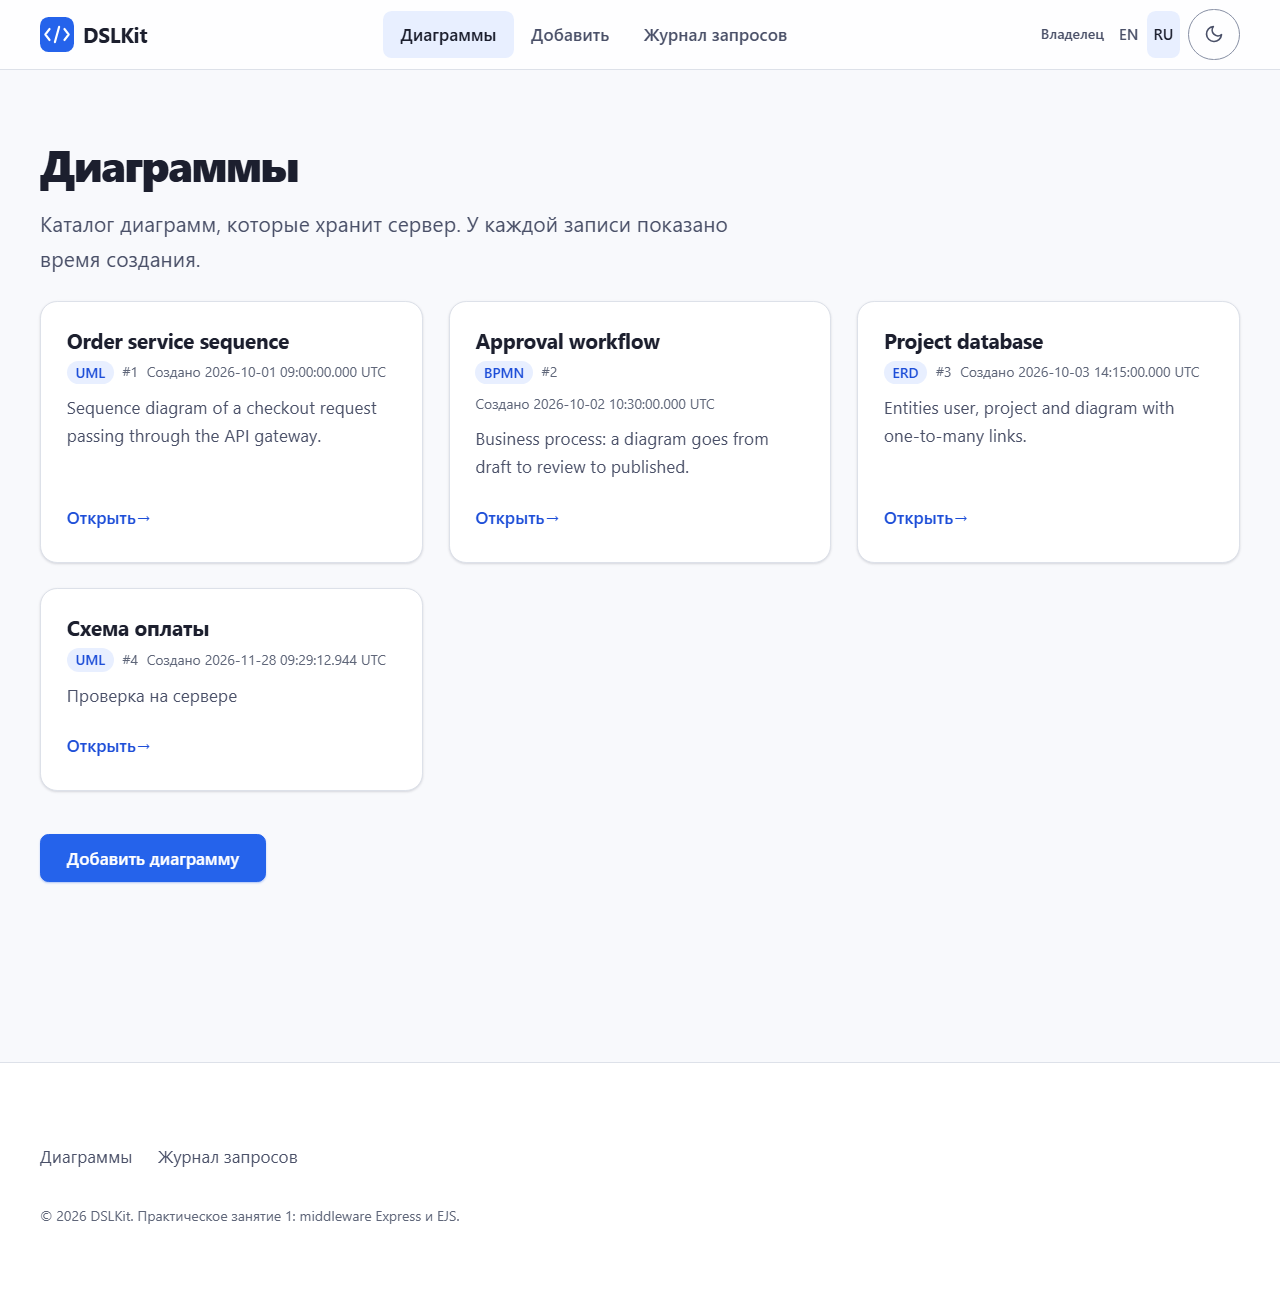 DSLKit
Диаграммы
Добавить
Журнал запросов
Владелец
EN
RU
Диаграммы
Каталог диаграмм, которые хранит сервер. У каждой записи показано
время создания.
Order service sequence
UML #1 Создано 2026-10-01 09:00:00.000 UTC
Sequence diagram of a checkout request
passing through the API gateway.
Открыть→
Approval workflow
BPMN #2
Создано 2026-10-02 10:30:00.000 UTC
Business process: a diagram goes from
draft to review to published.
Открыть→
Project database
ERD #3 Создано 2026-10-03 14:15:00.000 UTC
Entities user, project and diagram with
one-to-many links.
Открыть→
Схема оплаты
UML #4 Создано 2026-11-28 09:29:12.944 UTC
Проверка на сервере
Открыть→
Добавить диаграмму
Диаграммы
Журнал запросов
© 2026 DSLKit. Практическое занятие 1: middleware Express и EJS.